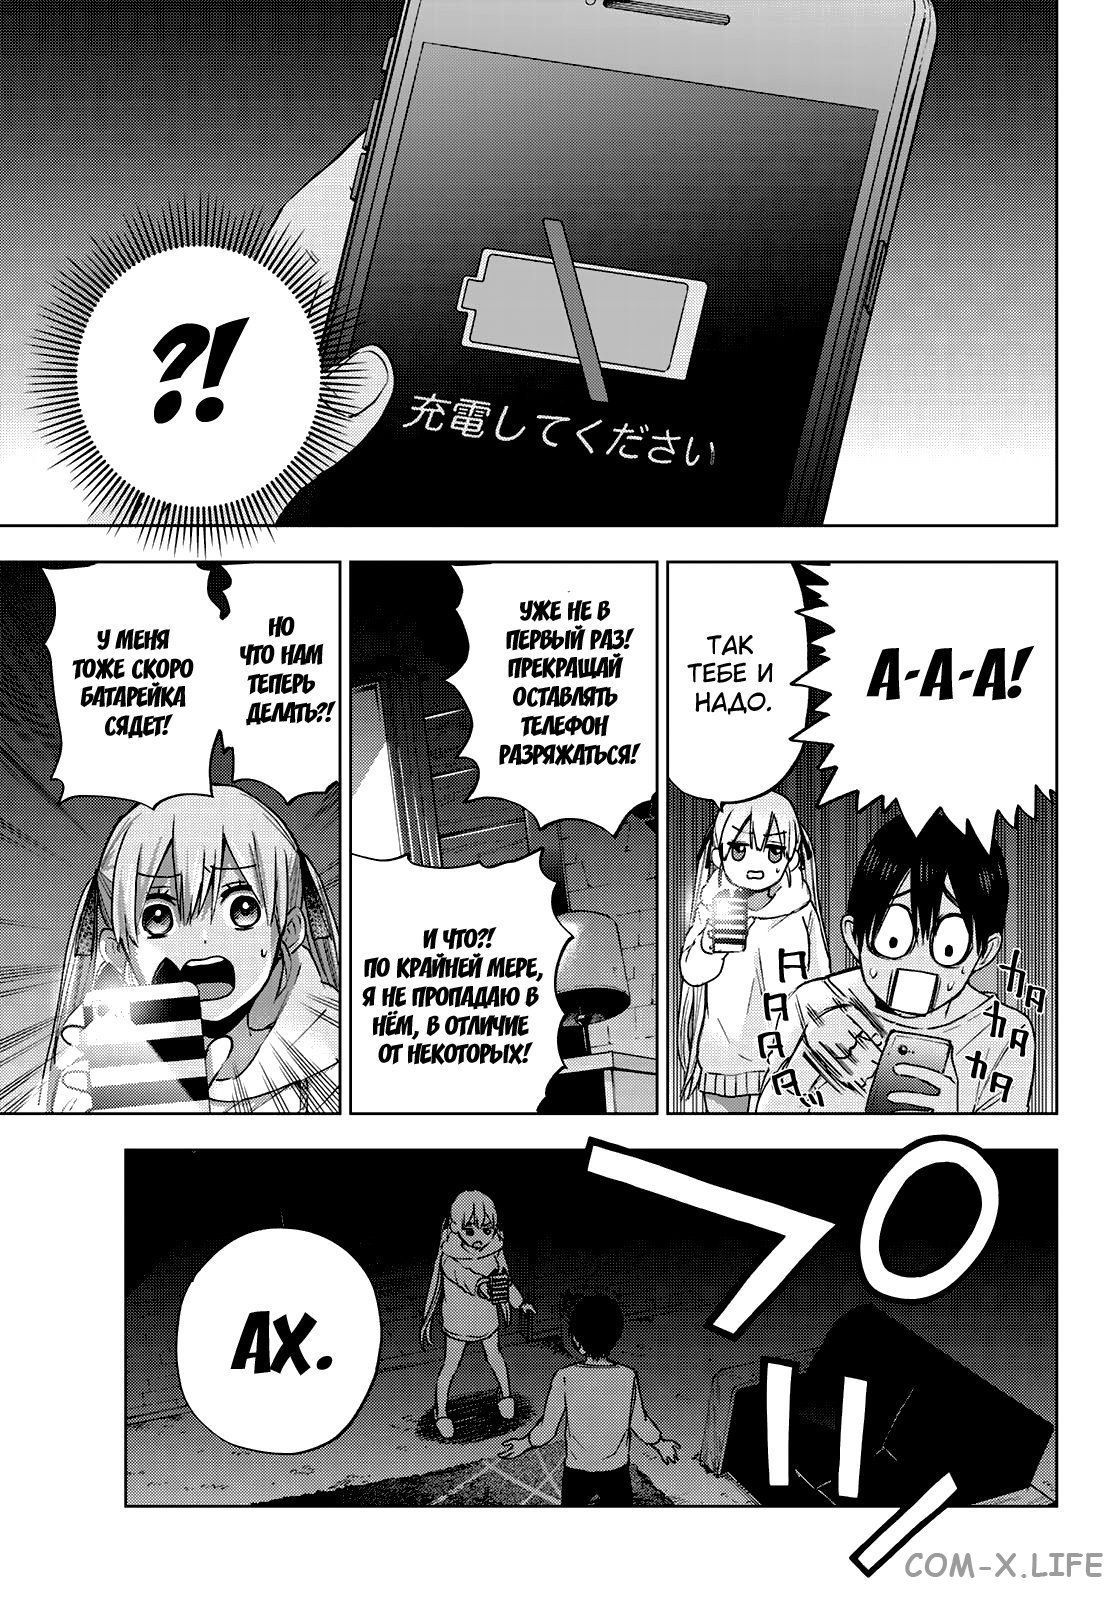 ?!
充電してください
А-А-А!
ТАК
ТЕБЕ И
НАДО.
УЖЕ НЕ В
ПЕРВЫЙ РАЗ!
ПРЕКРАЩАЙ
ОСТАВЛЯТЬ
ТЕЛЕФОН
РАЗРЯЖАТЬСЯ!
И ЧТО?!
ПО КРАЙНЕЙ МЕРЕ,
Я НЕ ПРОПАДАЮ В
НЁМ, В ОТЛИЧИЕ
ОТ НЕКОТОРЫХ!
НО
ЧТО НАМ
ТЕПЕРЬ
ДЕЛАТЬ?!
У МЕНЯ
ТОЖЕ СКОРО
БАТАРЕЙКА
СЯДЕТ!
АХ.
COM-X.LIFE